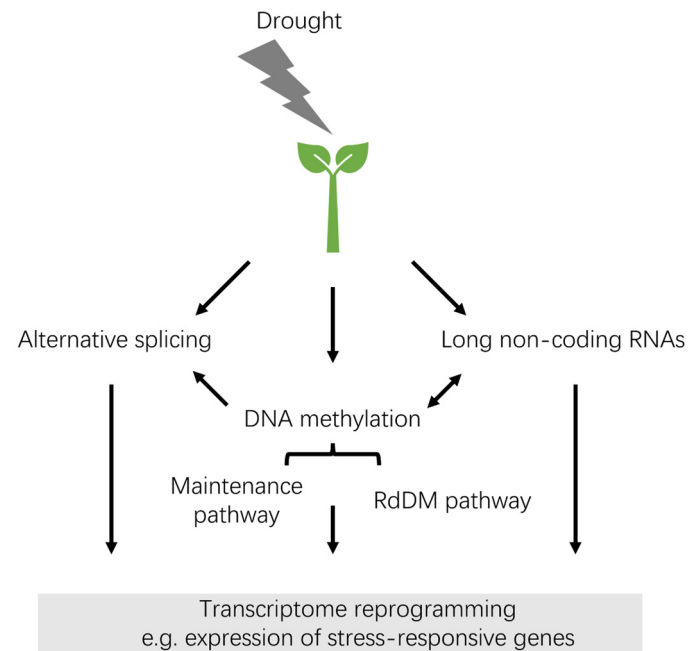 Drought
Alternative splicing
Long non-coding RNAs
DNA methylation
Maintenance
pathway
RdDM pathway
Transcriptome reprogramming
e.g. expression of stress-responsive genes